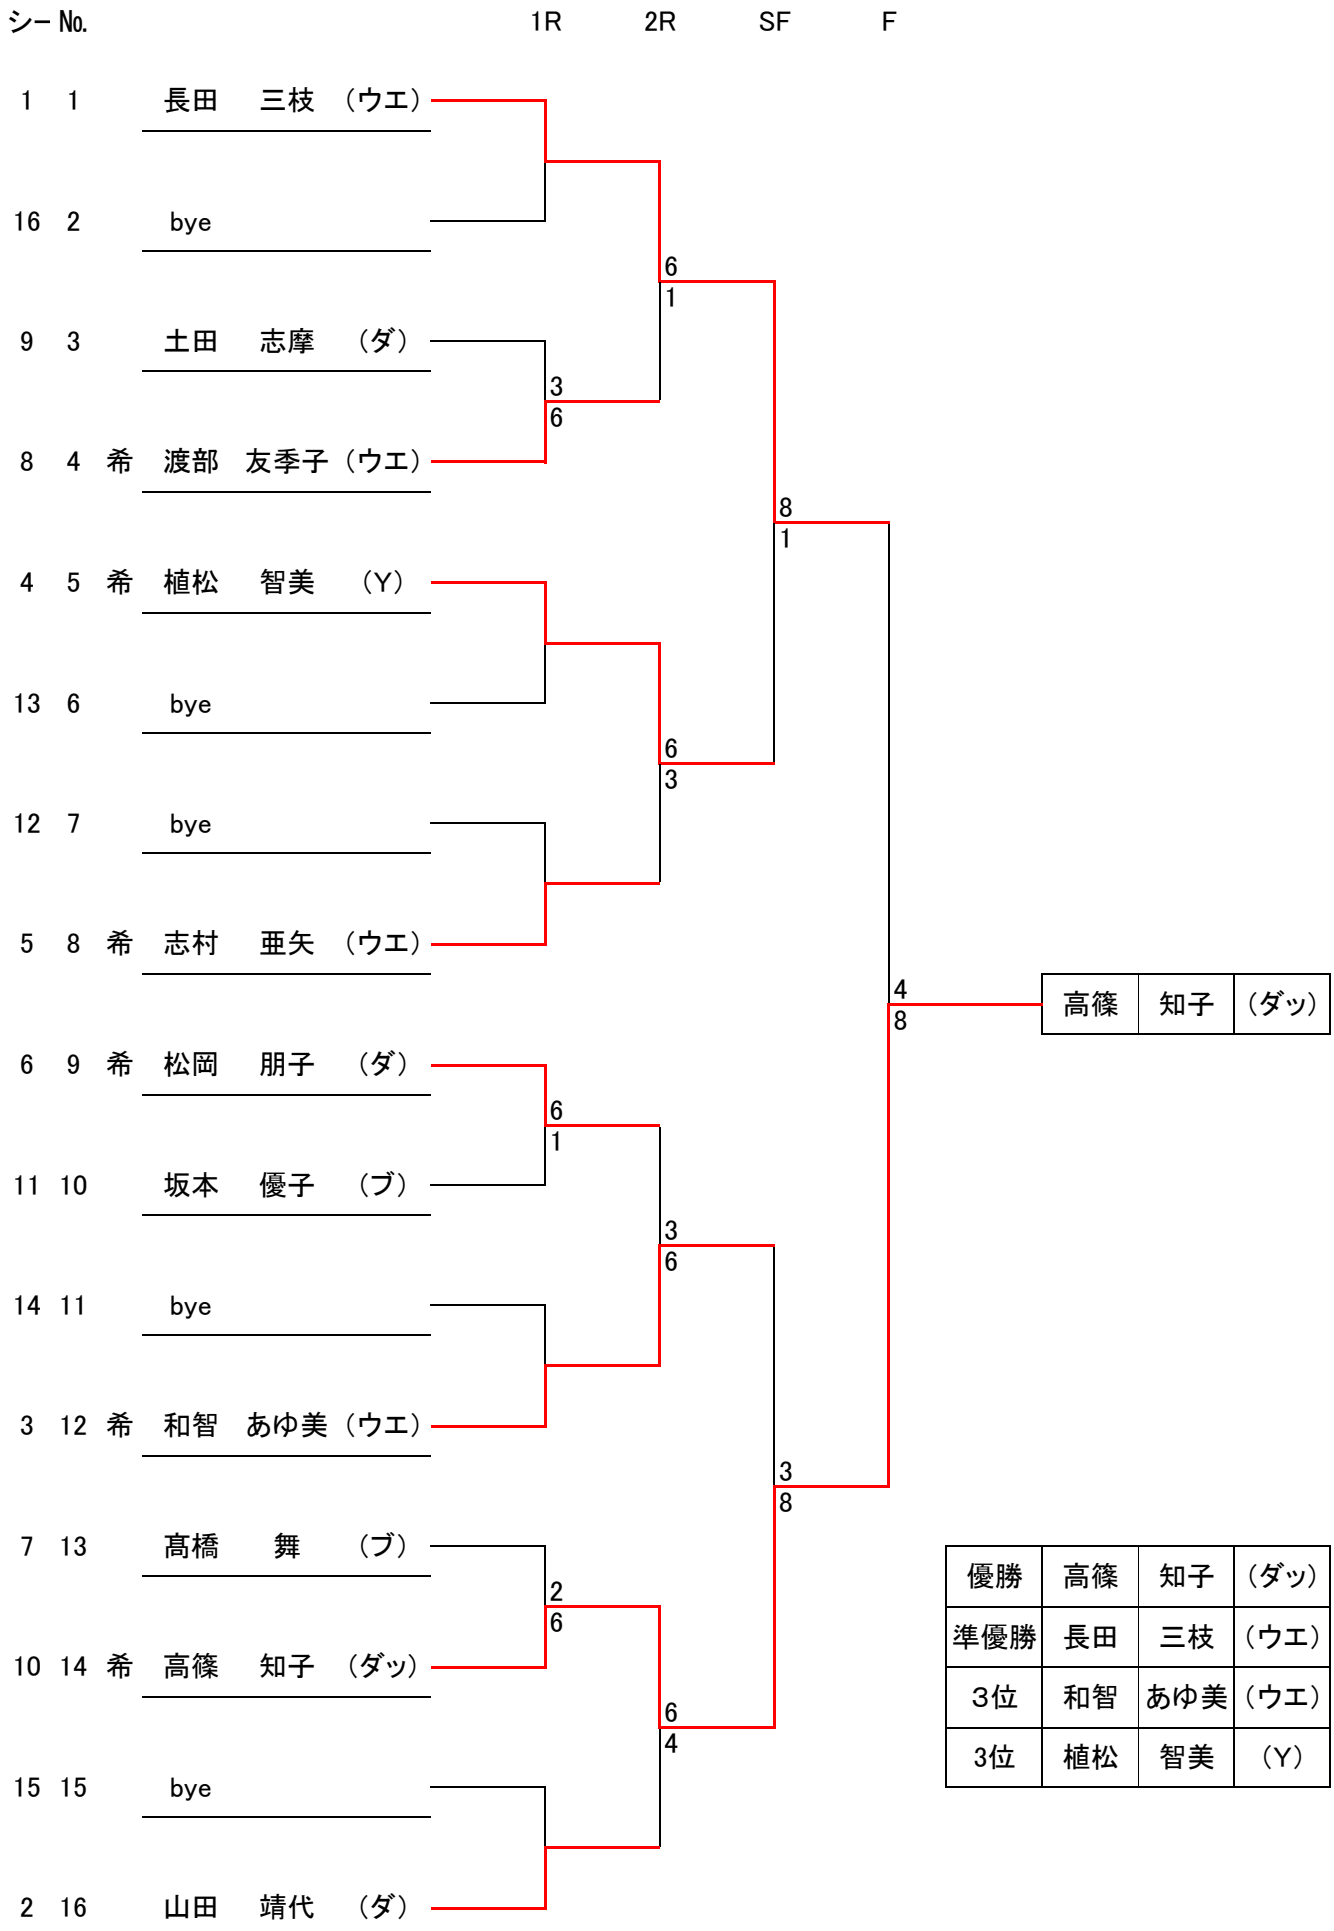 シー No. 1R 2R SF F
1 1 長田 三枝 (ウエ)
16 2 bye
6
1
9 3 土田 志摩 (ダ)
3
6
8 4 希 渡部 友季子 (ウエ)
8
1
4 5 希 植松 智美 (Y)
13 6 bye
6
3
12 7 bye
5 8 希 志村 亜矢 (ウエ)
4
8
高篠 知子 (ダッ)
6 9 希 松岡 朋子 (ダ)
6
1
11 10 坂本 優子 (ブ)
3
6
14 11 bye
3 12 希 和智 あゆ美 (ウエ)
3
8
7 13 髙橋 舞 (ブ)
2
6
10 14 希 高篠 知子 (ダッ)
6
4
15 15 bye
2 16 山田 靖代 (ダ)
優勝 高篠 知子 (ダッ)
準優勝 長田 三枝 (ウエ)
3位 和智 あゆ美 (ウエ)
3位 植松 智美 (Y)